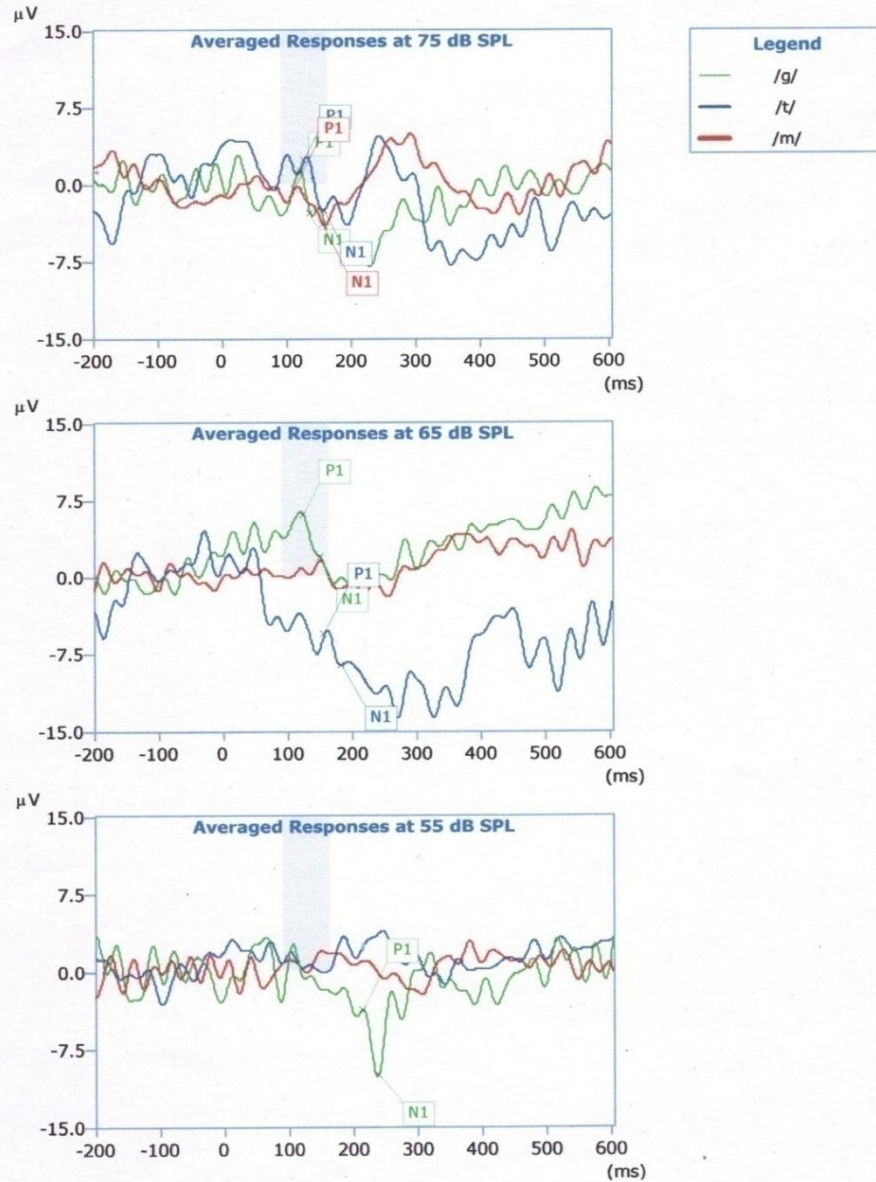 μV
Averaged Responses at 75 dB SPL
15.0
7.5
0.0
-7.5
-15.0
P1
P1
P1
N1
N1
N1
-200 -100 0 100 200 300 400 500 600
(ms)
Legend
/g/
/t/
/m/
μV
Averaged Responses at 65 dB SPL
15.0
7.5
0.0
-7.5
-15.0
P1
P1
N1
N1
-200 -100 0 100 200 300 400 500 600
(ms)
μV
Averaged Responses at 55 dB SPL
15.0
7.5
0.0
-7.5
-15.0
P1
N1
-200 -100 0 100 200 300 400 500 600
(ms)